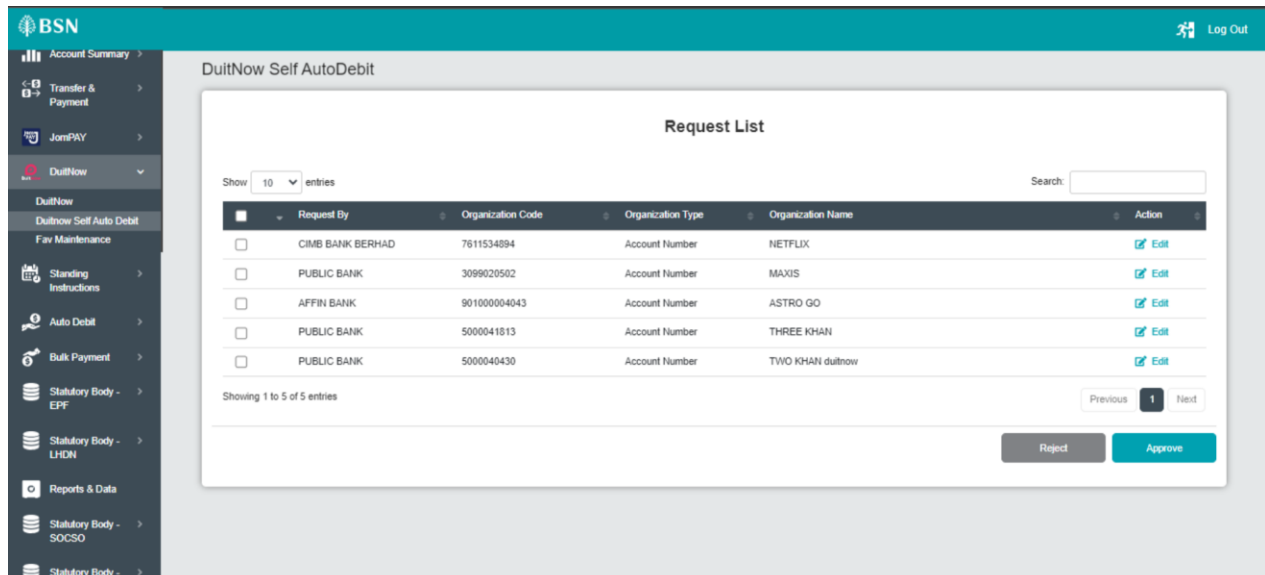 BSN
Log Out
Account Summary
Transfer &
Payment
JomPAY
DuitNow
DuitNow
Duitnow Self Auto Debit
Fav Maintenance
Standing
Instructions
Auto Debit
Bulk Payment
Statutory Body -
EPF
Statutory Body -
LHDN
Reports & Data
Statutory Body -
SOCSO
Statutory Body -
DuitNow Self AutoDebit
Request List
Show 10 entries
Search:
Request By Organization Code Organization Type Organization Name Action
CIMB BANK BERHAD 7611534894 Account Number NETFLIX Edit
PUBLIC BANK 3099020502 Account Number MAXIS Edit
AFFIN BANK 901000004043 Account Number ASTRO GO Edit
PUBLIC BANK 5000041813 Account Number THREE KHAN Edit
PUBLIC BANK 5000040430 Account Number TWO KHAN duitnow Edit
Showing 1 to 5 of 5 entries
Previous 1 Next
Reject Approve